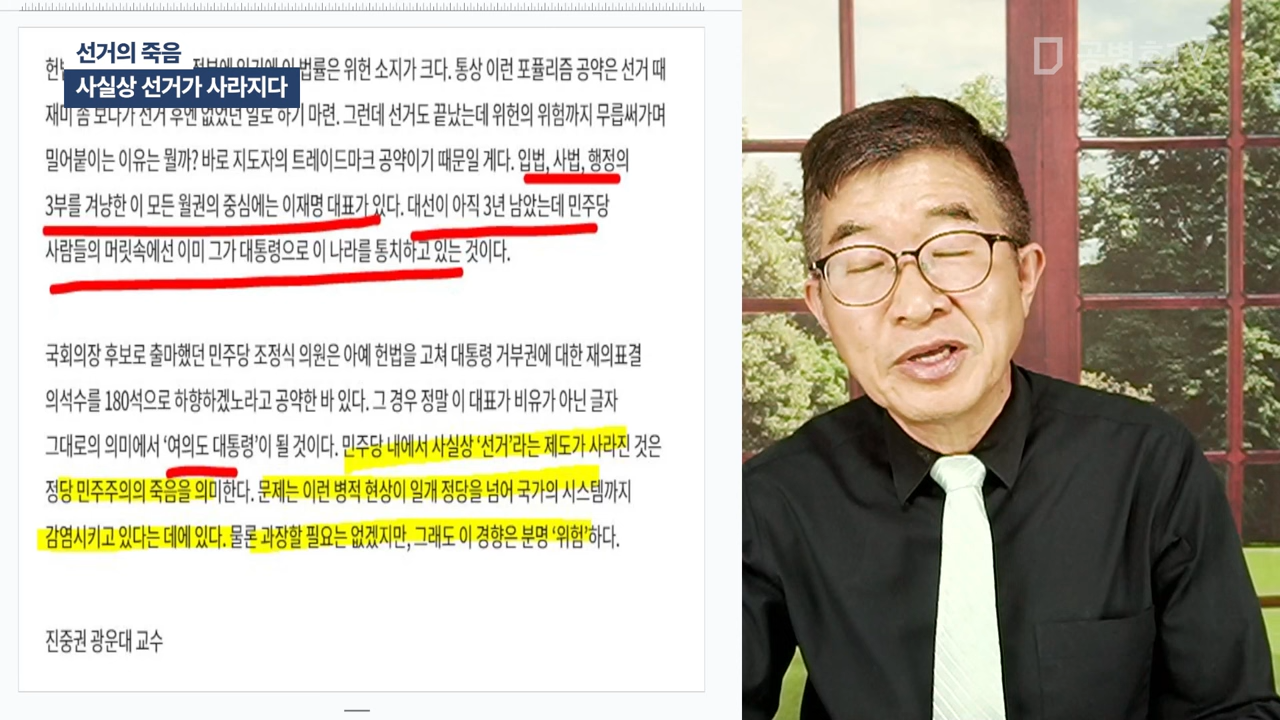 선거의 죽음
사실상 선거가 사라지다
공병호TV
법률은 위헌 소지가 크다. 통상 이런 포퓰리즘 공약은 선거 때
재미 좀 보다가 선거 후엔 없었던 일로 하기 마련. 그런데 선거도 끝났는데 위헌의 위험까지 무릅써가며
밀어붙이는 이유는 뭘까? 바로 지도자의 트레이드마크 공약이기 때문일 게다. 입법, 사법, 행정의
3부를 겨냥한 이 모든 월권의 중심에는 이재명 대표가 있다. 대선이 아직 3년 남았는데 민주당
사람들의 머릿속에선 이미 그가 대통령으로 이 나라를 통치하고 있는 것이다.
국회의장 후보로 출마했던 민주당 조정식 의원은 아예 헌법을 고쳐 대통령 거부권에 대한 재의표결
의석수를 180석으로 하향하겠노라고 공약한 바 있다. 그 경우 정말 이 대표가 비유가 아닌 글자
그대로의 의미에서 ‘여의도 대통령’이 될 것이다. 민주당 내에서 사실상 ‘선거’라는 제도가 사라진 것은
정당 민주주의의 죽음을 의미한다. 문제는 이런 병적 현상이 일개 정당을 넘어 국가의 시스템까지
감염시키고 있다는 데에 있다. 물론 과장할 필요는 없겠지만, 그래도 이 경향은 분명 ‘위험’하다.
진중권 광운대 교수